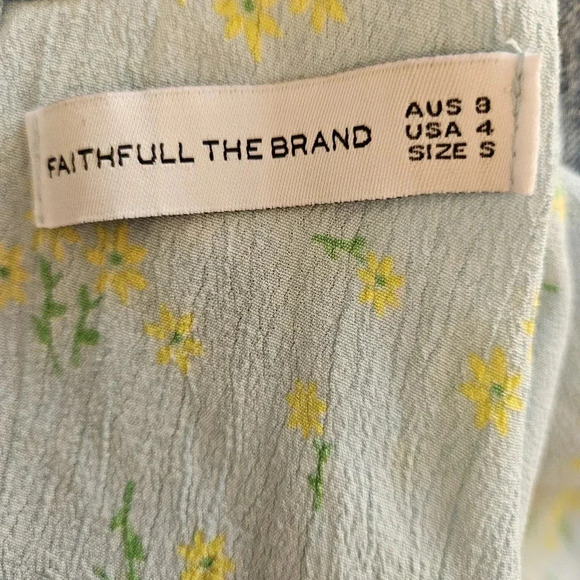 FAITHFULL THE BRAND
AUS 8
USA 4
SIZE S